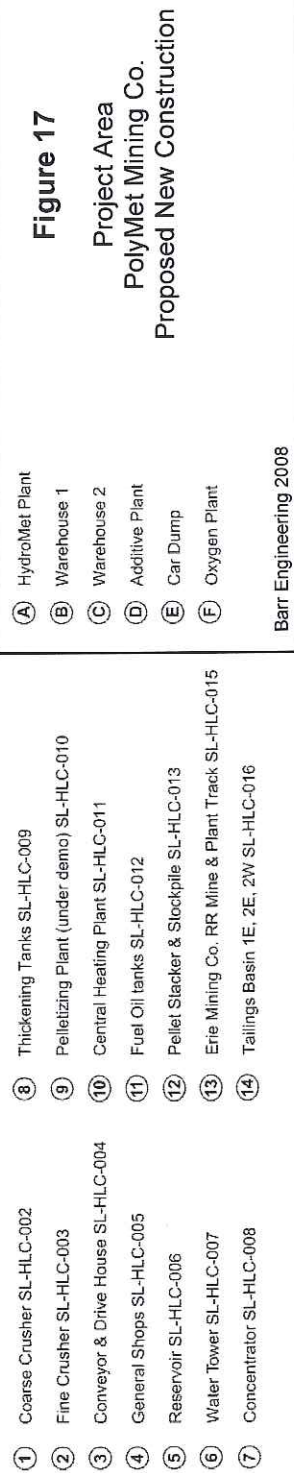 1 Coarse Crusher SL-HLC-002
2 Fine Crusher SL-HLC-003
3 Conveyor & Drive House SL-HLC-004
4 General Shops SL-HLC-005
5 Reservoir SL-HLC-006
6 Water Tower SL-HLC-007
7 Concentrator SL-HLC-008
8 Thickening Tanks SL-HLC-009
9 Pelletizing Plant (under demo) SL-HLC-010
10 Central Heating Plant SL-HLC-011
11 Fuel Oil tanks SL-HLC-012
12 Pellet Stacker & Stockpile SL-HLC-013
13 Erie Mining Co. RR Mine & Plant Track SL-HLC-015
14 Tailings Basin 1E, 2E, 2W SL-HLC-016
A HydroMet Plant
B Warehouse 1
C Warehouse 2
D Additive Plant
E Car Dump
F Oxygen Plant
Barr Engineering 2008
Figure 17
Project Area
PolyMet Mining Co.
Proposed New Construction